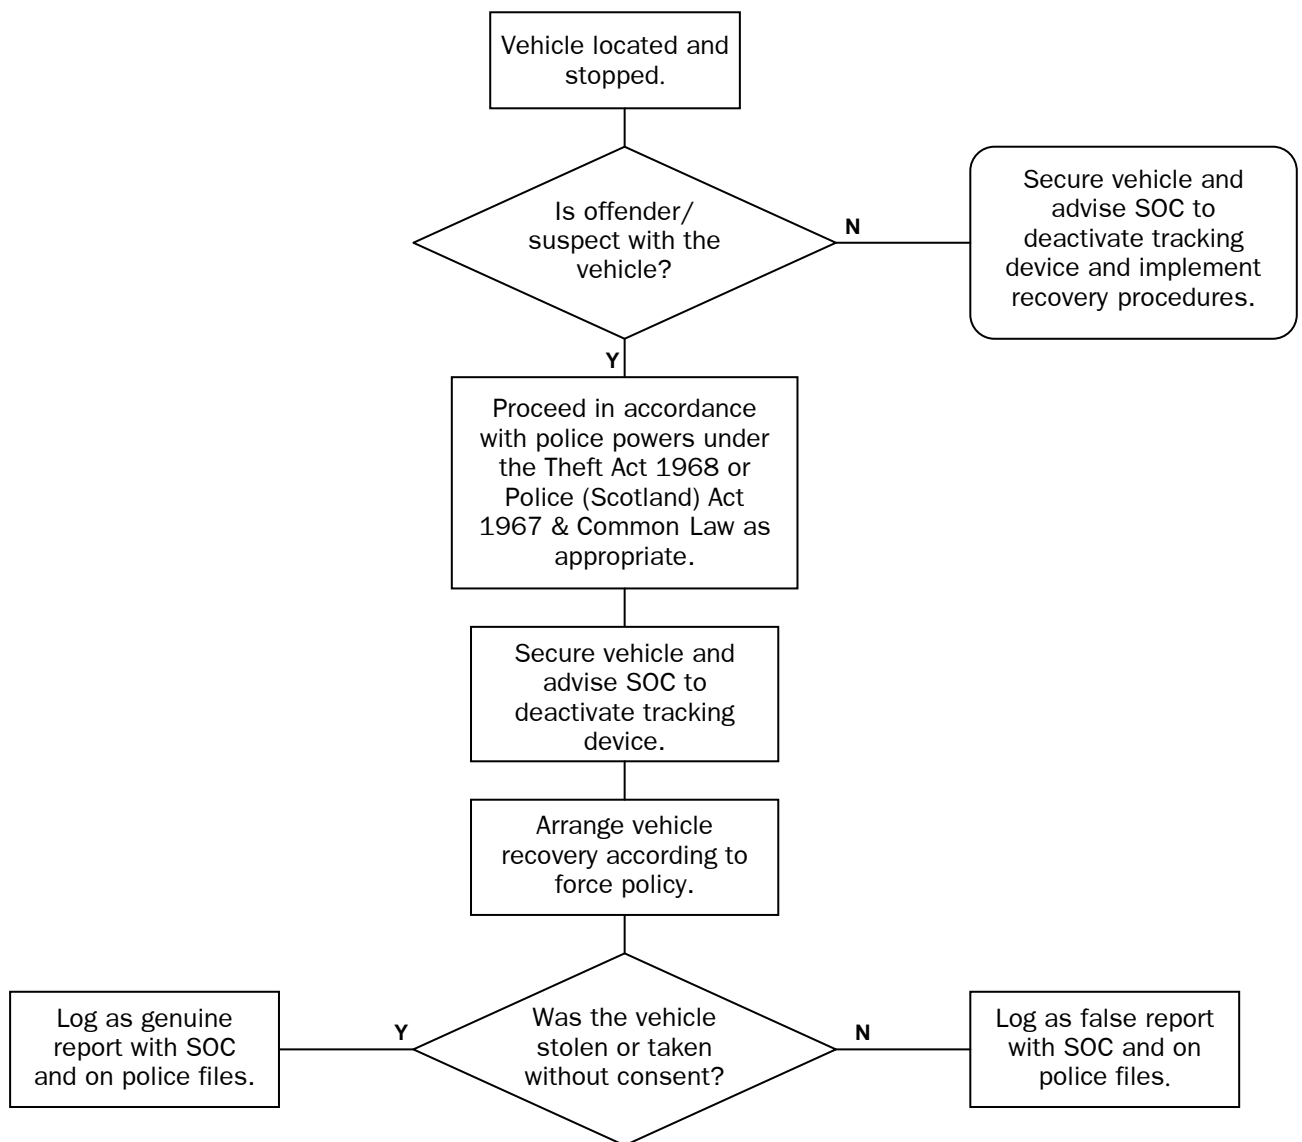 Vehicle located and
stopped.
Is offender/
suspect with the
vehicle?
N
Secure vehicle and
advise SOC to
deactivate tracking
device and implement
recovery procedures.
Y
Proceed in accordance
with police powers under
the Theft Act 1968 or
Police (Scotland) Act
1967 & Common Law as
appropriate.
Secure vehicle and
advise SOC to
deactivate tracking
device.
Arrange vehicle
recovery according to
force policy.
Was the vehicle
stolen or taken
without consent?
Y
Log as genuine
report with SOC
and on police files.
N
Log as false report
with SOC and on
police files.